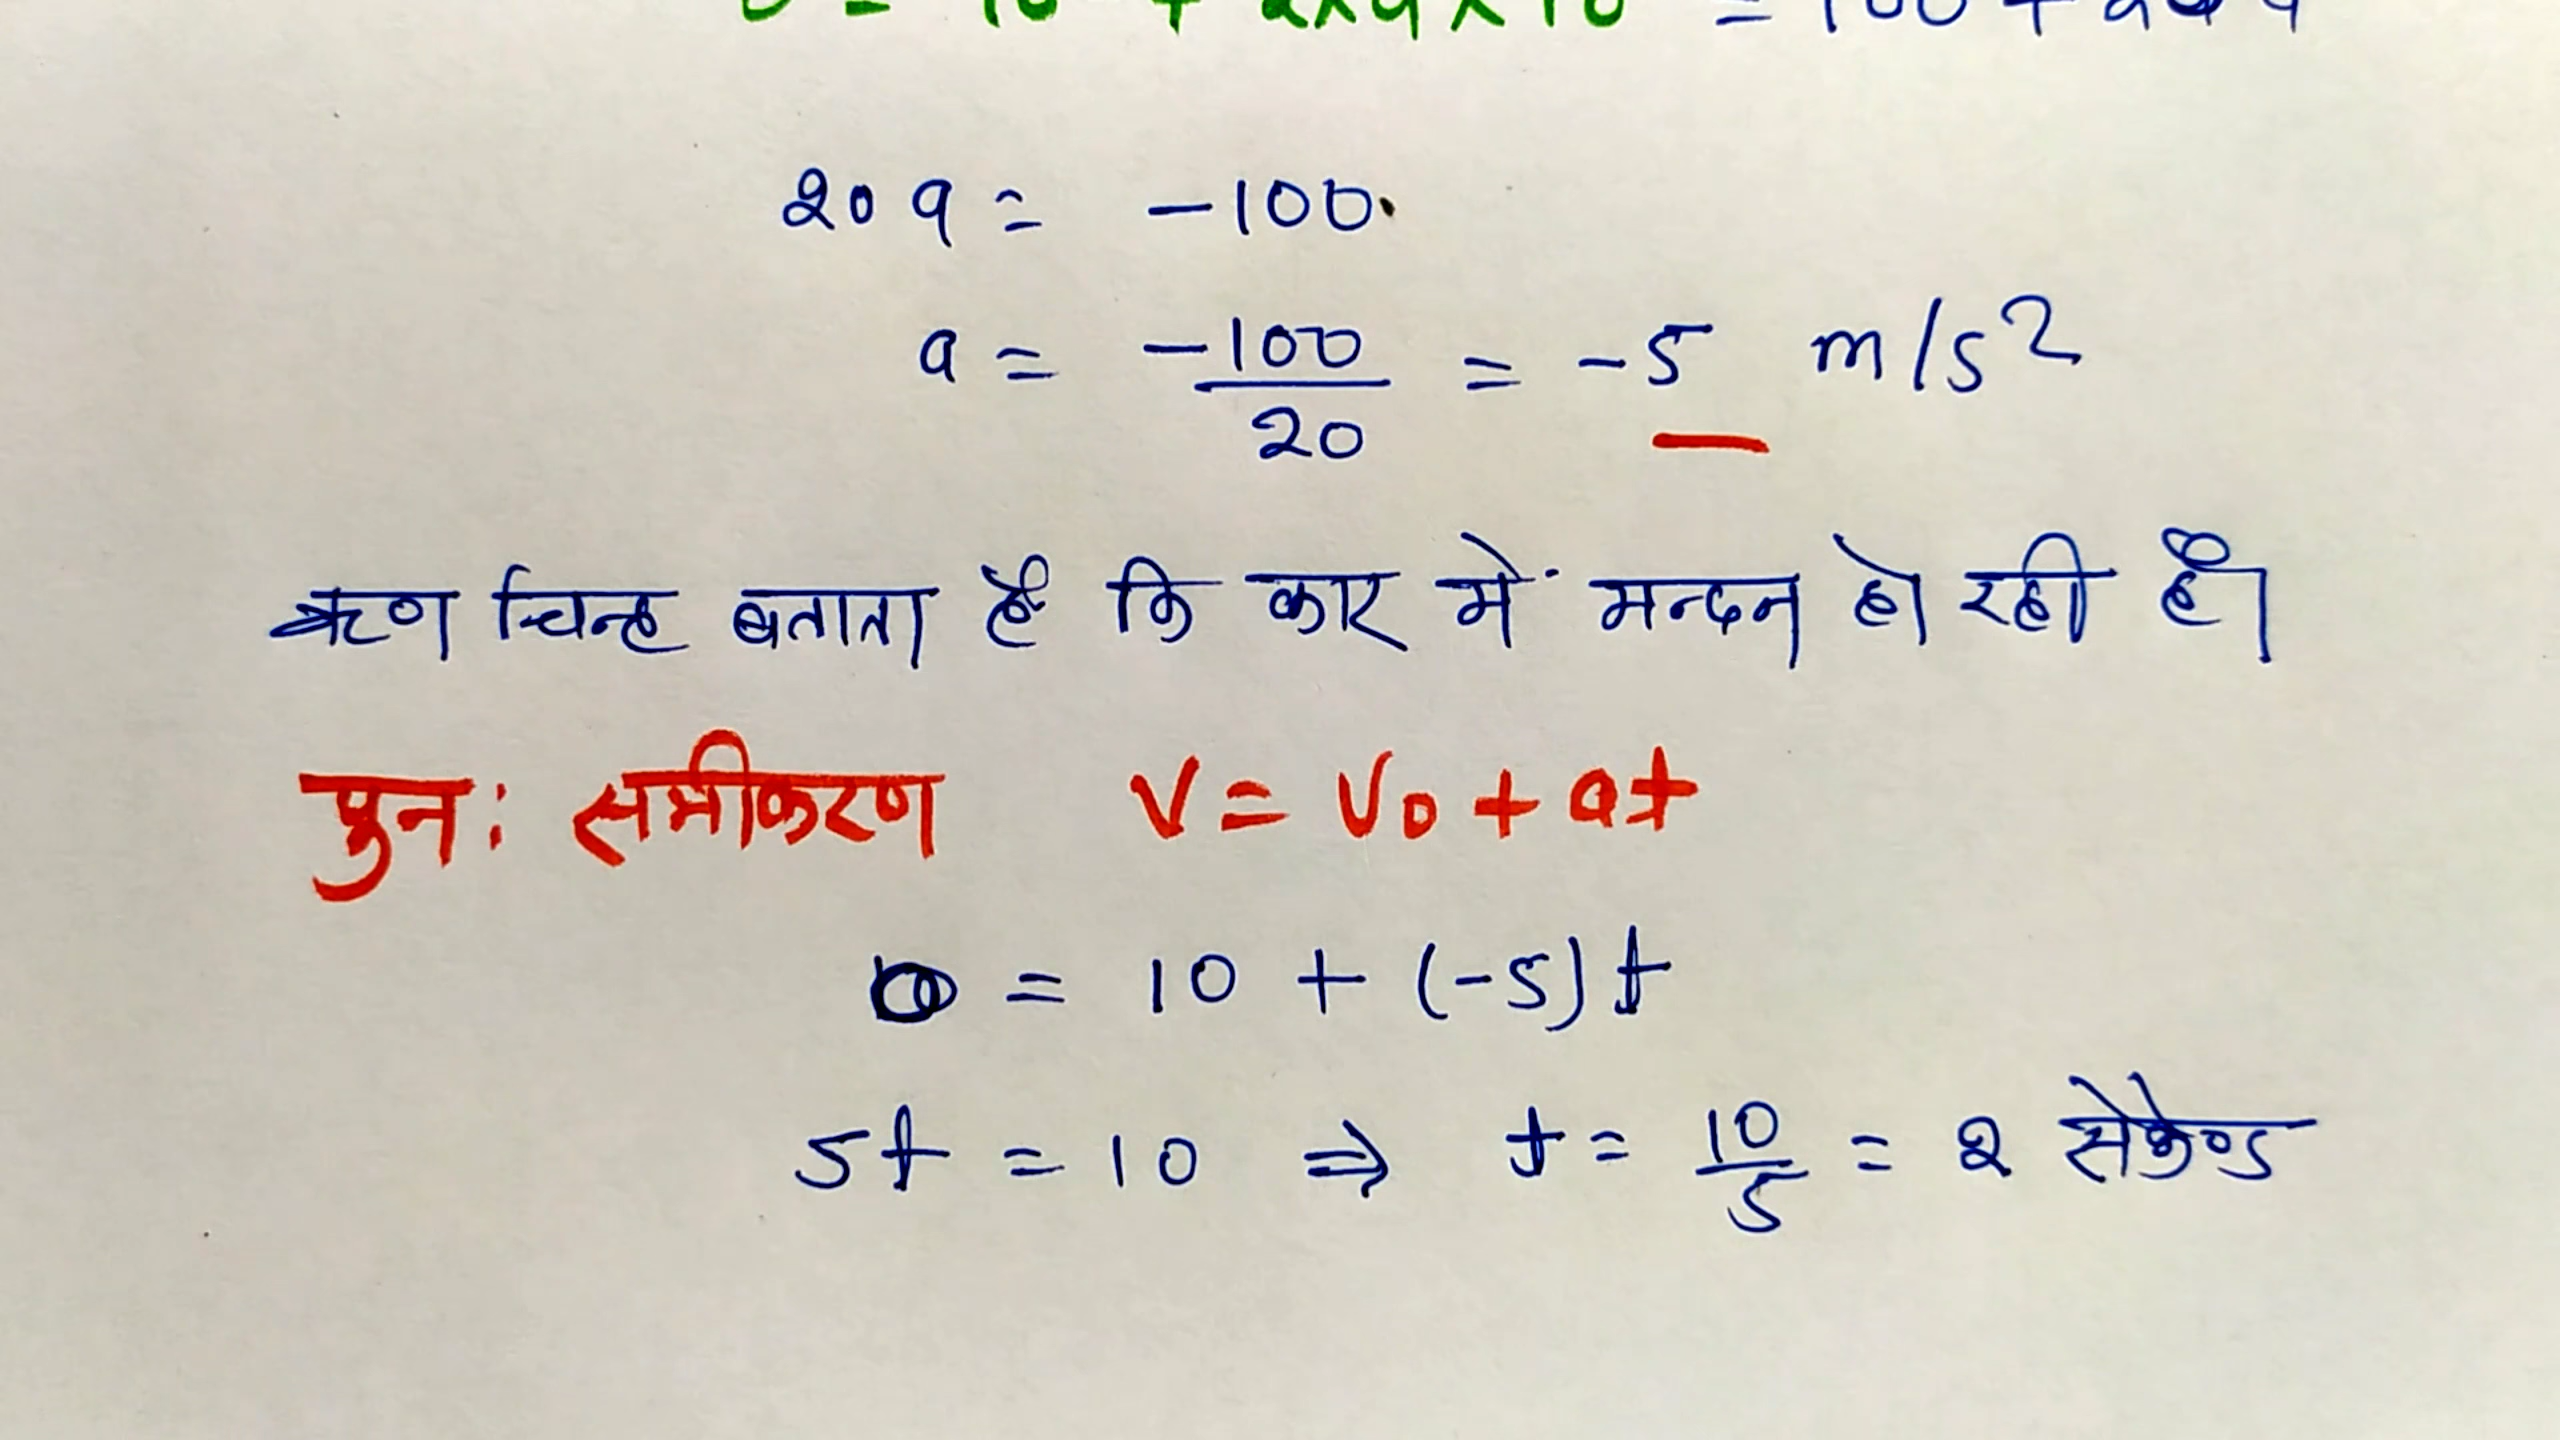 20 a = -100
a = -100/20 = -5 m/s²
ऋण चिन्ह बताता है कि कार में मन्दन हो रही है।
पुनः समीकरण V = V₀ + at
0 = 10 + (-5) t
5t = 10 ⇒ t = 10/5 = 2 सेकेण्ड